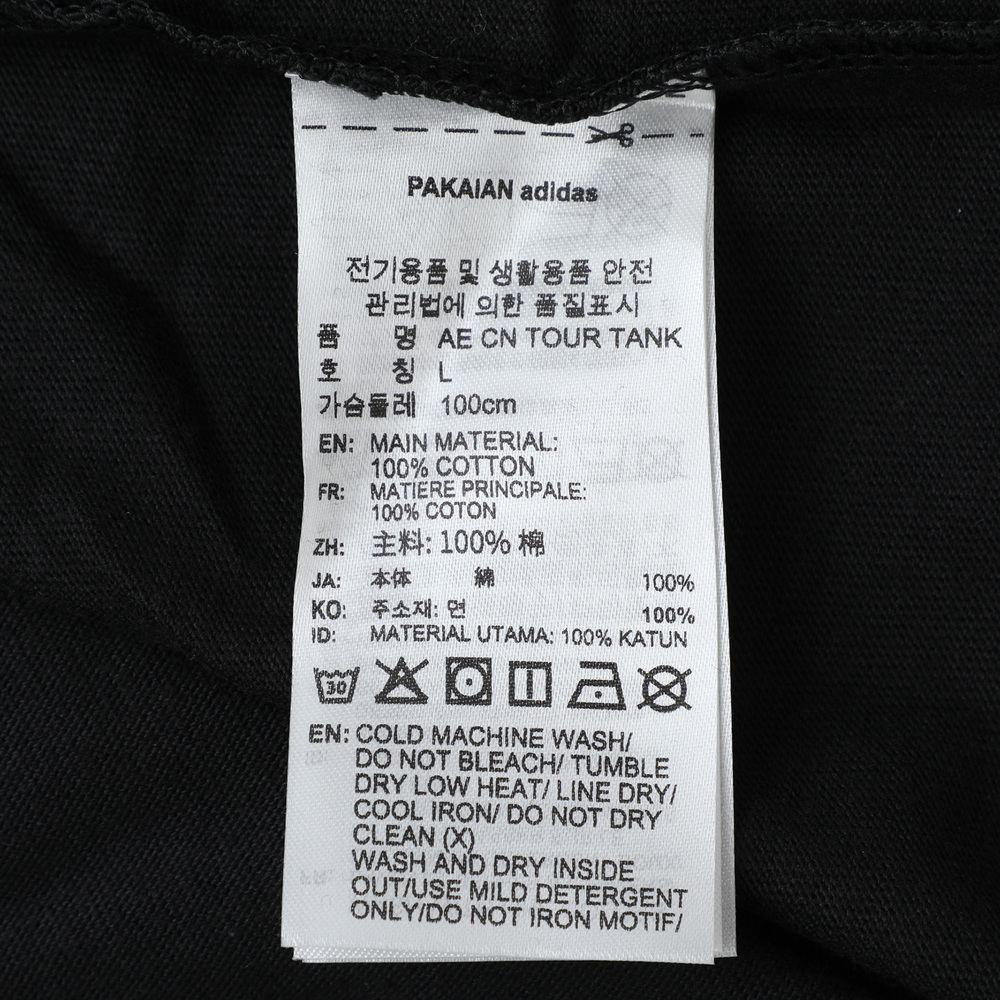 PAKAIAN adidas
전기용품 및 생활용품 안전
관리법에 의한 품질표시
품 명 AE CN TOUR TANK
호 칭 L
가슴둘레 100cm
EN: MAIN MATERIAL:
100% COTTON
FR: MATIERE PRINCIPALE:
100% COTON
ZH: 主料: 100% 棉
JA: 本体 綿 100%
KO: 주소재: 면 100%
ID: MATERIAL UTAMA: 100% KATUN
30
EN: COLD MACHINE WASH/
DO NOT BLEACH/ TUMBLE
DRY LOW HEAT/ LINE DRY/
COOL IRON/ DO NOT DRY
CLEAN (X)
WASH AND DRY INSIDE
OUT/USE MILD DETERGENT
ONLY/DO NOT IRON MOTIF/